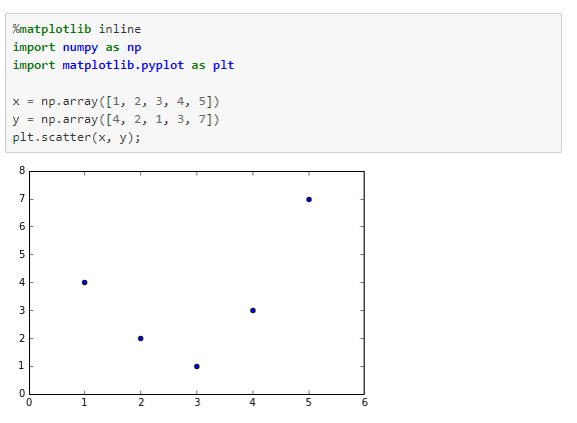 %matplotlib inline
import numpy as np
import matplotlib.pyplot as plt
x = np.array([1, 2, 3, 4, 5])
y = np.array([4, 2, 1, 3, 7])
plt.scatter(x, y);
8
7
6
5
4
3
2
1
0
0 1 2 3 4 5 6